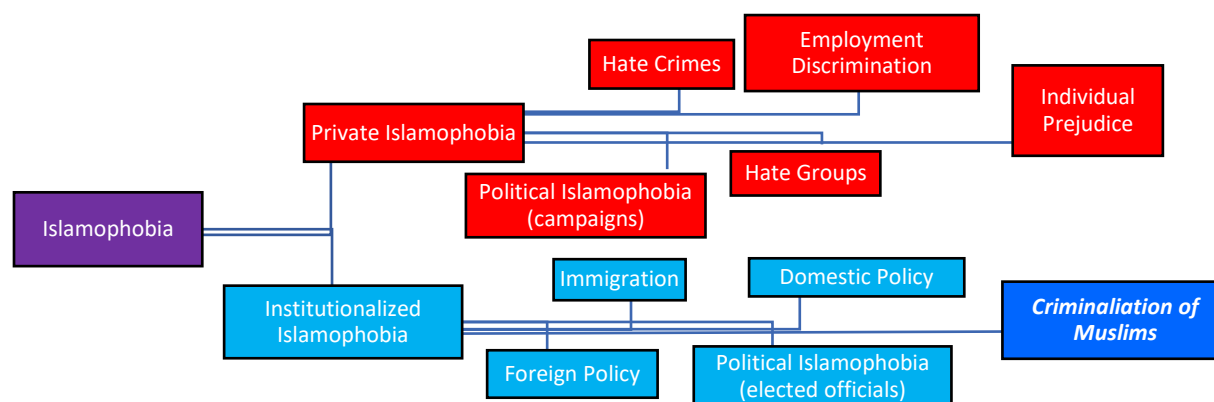 Hate Crimes
Employment
Discrimination
Individual
Prejudice
Private Islamophobia
Political Islamophobia
(campaigns)
Hate Groups
Islamophobia
Institutionalized
Islamophobia
Immigration
Domestic Policy
Criminaliation of
Muslims
Foreign Policy
Political Islamophobia
(elected officials)